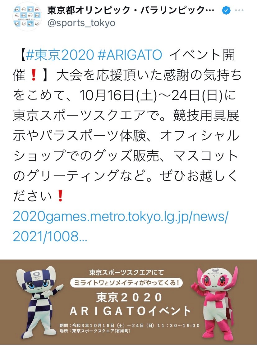 東京都オリンピック・パラリンピック…
@sports_tokyo
【#東京2020 #ARIGATO イベント開
催❗】大会を応援頂いた感謝の気持ち
をこめて、10月16日(土)～24日(日)に
東京スポーツスクエアで。競技用具展
示やパラスポーツ体験、オフィシャル
ショップでのグッズ販売、マスコット
のグリーティングなど。ぜひお越しく
ださい❗
2020games.metro.tokyo.lg.jp/news/
2021/1008...
東京スポーツスクエアにて
ミライトワとソメイティがやってくる！
東京２０２０
ＡＲＩＧＡＴＯイベント